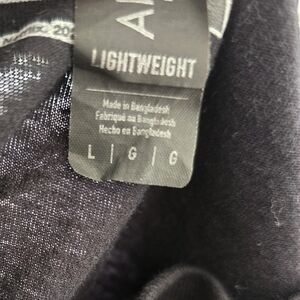 LIGHTWEIGHT
Made in Bangladesh
Fabriqué au Bangladesh
Hecho en Bangladesh
L | G | G